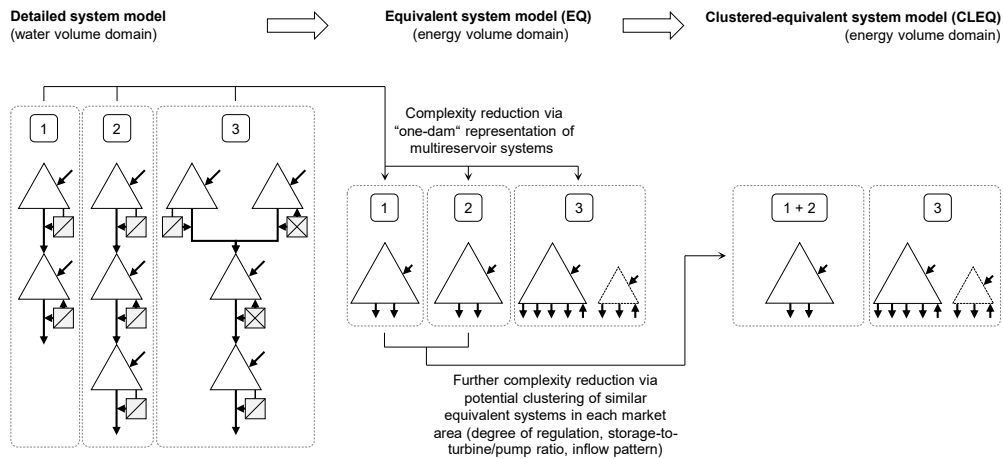 Detailed system model
(water volume domain)
Equivalent system model (EQ)
(energy volume domain)
Clustered-equivalent system model (CLEQ)
(energy volume domain)
1
2
3
Complexity reduction via
“one-dam“ representation of
multireservoir systems
1
2
3
1 + 2
3
Further complexity reduction via
potential clustering of similar
equivalent systems in each market
area (degree of regulation, storage-to-
turbine/pump ratio, inflow pattern)